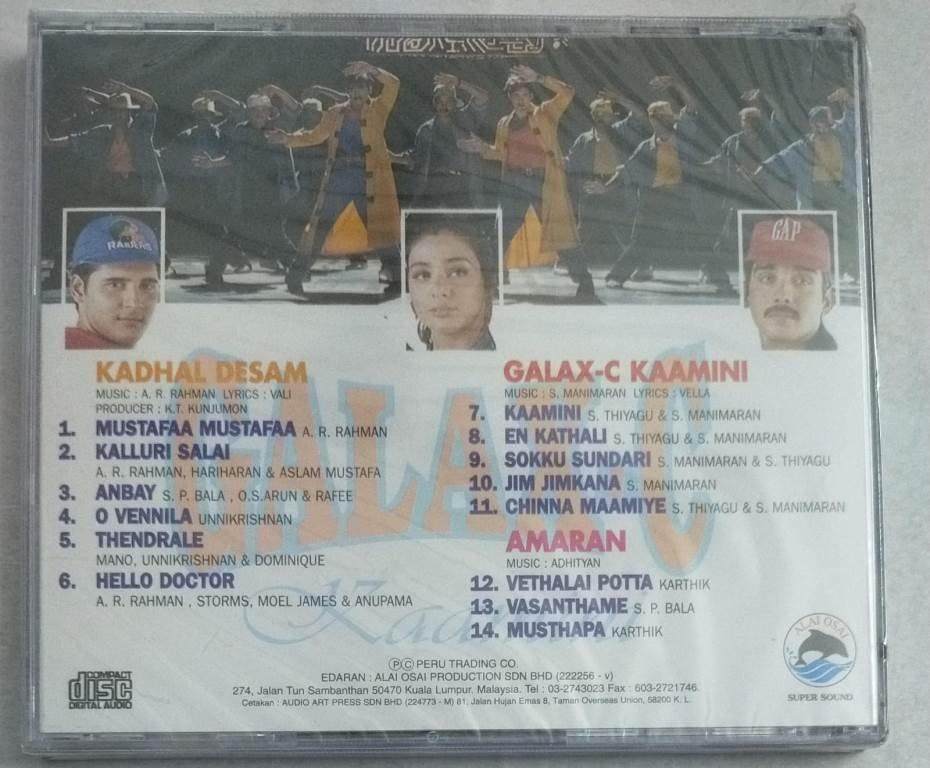 RAMS
GAP
KADHAL DESAM
MUSIC : A. R. RAHMAN LYRICS : VALI
PRODUCER : K.T. KUNJUMON
1. MUSTAFAA MUSTAFAA A. R. RAHMAN
2. KALLURI SALAI
A. R. RAHMAN, HARIHARAN & ASLAM MUSTAFA
3. ANBAY S. P. BALA , O.S.ARUN & RAFEE
4. O VENNILA UNNIKRISHNAN
5. THENDRALE
MANO, UNNIKRISHNAN & DOMINIQUE
6. HELLO DOCTOR
A. R. RAHMAN , STORMS, MOEL JAMES & ANUPAMA
GALAX-C KAAMINI
MUSIC : S. MANIMARAN LYRICS : VELLA
7. KAAMINI S. THIYAGU & S. MANIMARAN
8. EN KATHALI S. THIYAGU & S. MANIMARAN
9. SOKKU SUNDARI S. MANIMARAN & S. THIYAGU
10. JIM JIMKANA S. MANIMARAN
11. CHINNA MAAMIYE S. THIYAGU & S. MANIMARAN
AMARAN
MUSIC : ADHITYAN
12. VETHALAI POTTA KARTHIK
13. VASANTHAME S. P. BALA
14. MUSTHAPA KARTHIK
GALAX C
COMPACT
disc
DIGITAL AUDIO
ⓅⒸ PERU TRADING CO.
EDARAN : ALAI OSAI PRODUCTION SDN BHD (222256 - v)
274, Jalan Tun Sambanthan 50470 Kuala Lumpur. Malaysia. Tel : 03-2743023 Fax : 603-2721746.
Cetakan : AUDIO ART PRESS SDN BHD (224773 - M) 81, Jalan Hujan Emas 8, Taman Overseas Union, 58200 K. L.
ALAI OSAI
SUPER SOUND